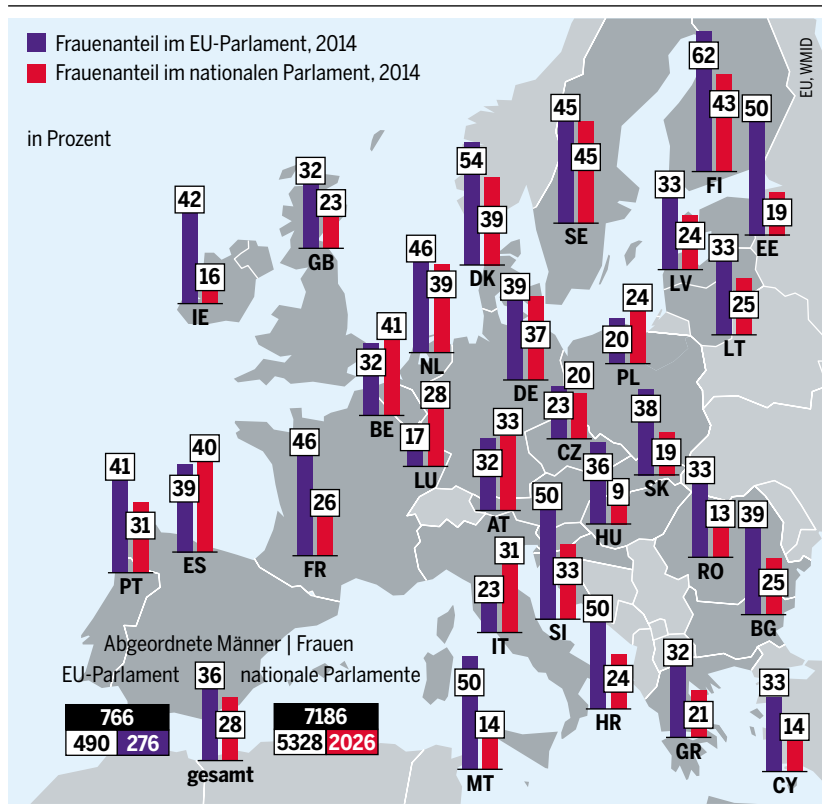 Frauenanteil im EU-Parlament, 2014
Frauenanteil im nationalen Parlament, 2014
in Prozent
EU, WMID
62
43
FI
50
19
EE
45
45
SE
33
24
LV
33
25
LT
54
39
DK
32
23
GB
42
16
IE
46
39
NL
39
37
DE
24
20
PL
41
32
BE
28
17
LU
20
23
CZ
38
19
SK
33
32
AT
36
9
HU
46
26
FR
40
39
ES
41
31
PT
50
33
SI
31
23
IT
33
13
RO
39
25
BG
50
24
HR
32
21
GR
33
14
CY
50
14
MT
Abgeordnete Männer | Frauen
EU-Parlament 36 nationale Parlamente
28
gesamt
766
490 276
7186
5328 2026